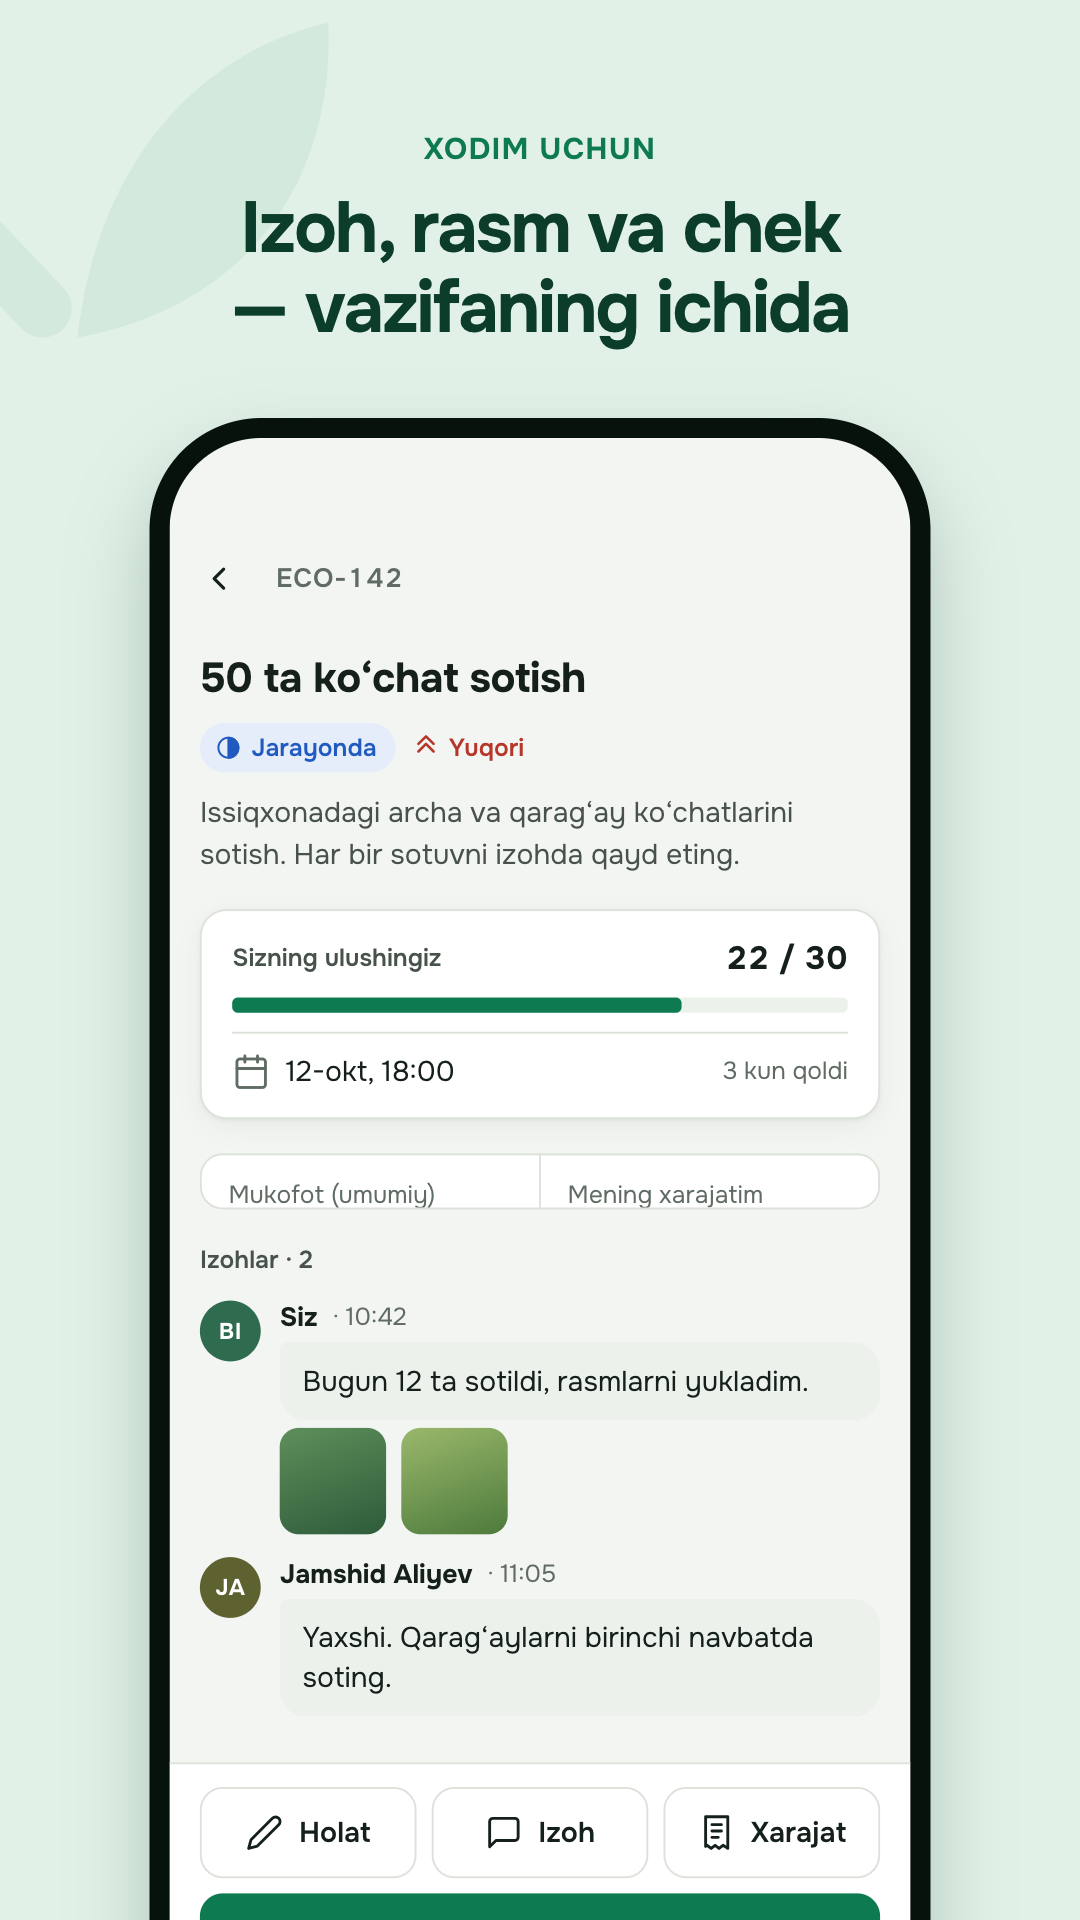 XODIM UCHUN
Izoh, rasm va chek
— vazifaning ichida
ECO-142
50 ta ko‘chat sotish
Jarayonda
Yuqori
Issiqxonadagi archa va qarag‘ay ko‘chatlarini
sotish. Har bir sotuvni izohda qayd eting.
Sizning ulushingiz
22 / 30
12-okt, 18:00
3 kun qoldi
Mukofot (umumiy)
Mening xarajatim
Izohlar · 2
BI
Siz · 10:42
Bugun 12 ta sotildi, rasmlarni yukladim.
JA
Jamshid Aliyev · 11:05
Yaxshi. Qarag‘aylarni birinchi navbatda
soting.
Holat
Izoh
Xarajat